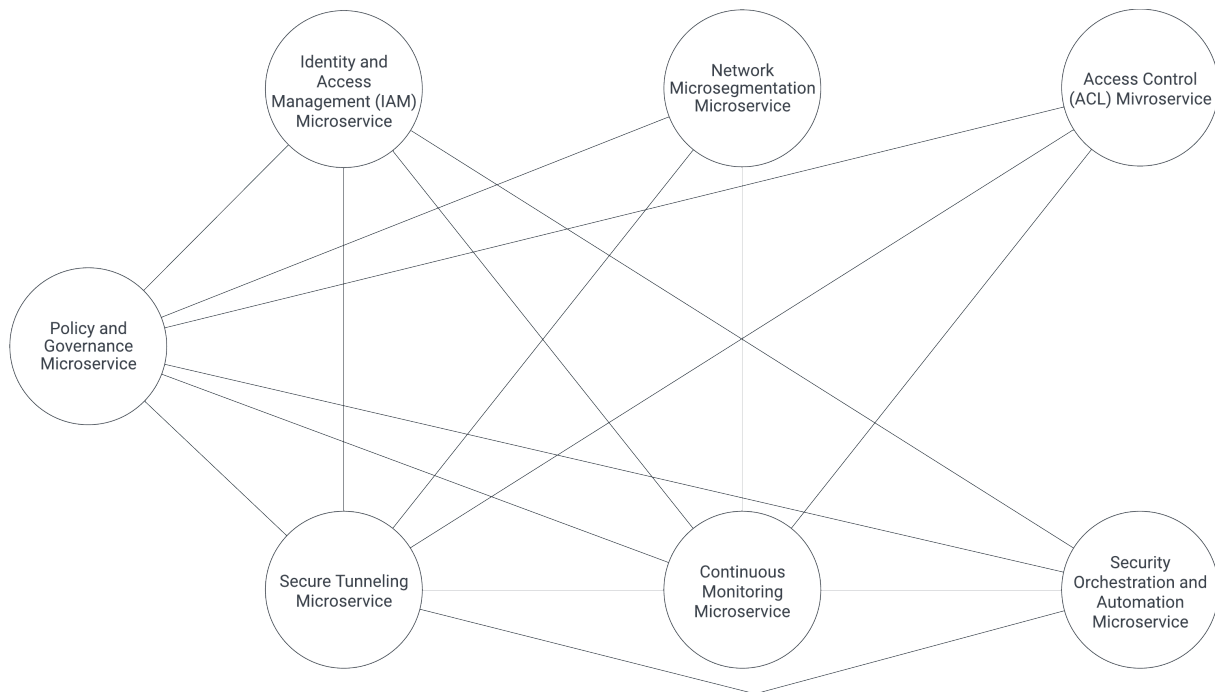 Identity and
Access
Management (IAM)
Microservice
Network
Microsegmentation
Microservice
Access Control
(ACL) Mivroservice
Policy and
Governance
Microservice
Secure Tunneling
Microservice
Continuous
Monitoring
Microservice
Security
Orchestration and
Automation
Microservice